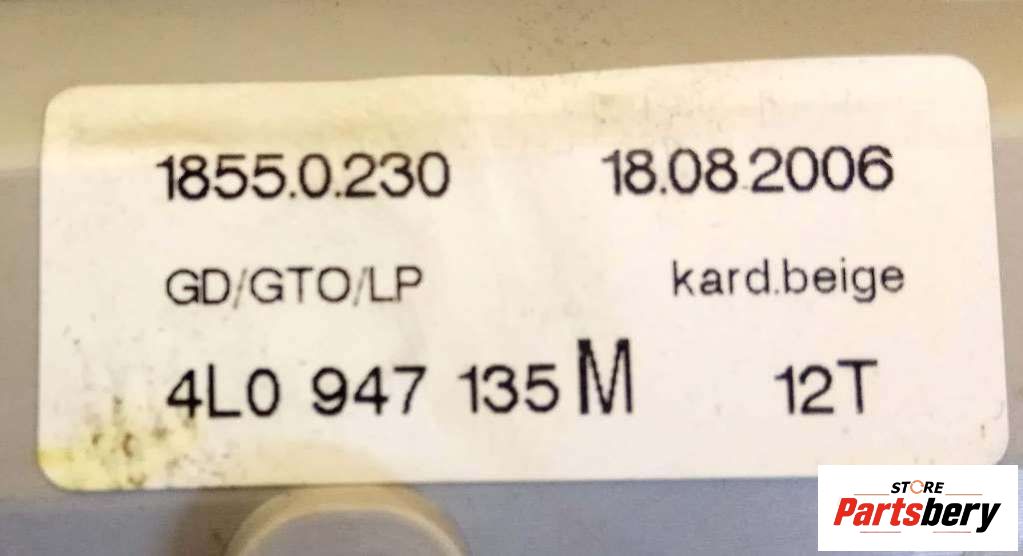 1855.0.230 18.08.2006
GD/GTO/LP kard.beige
4L0 947 135 M 12T
STORE
Partsbery